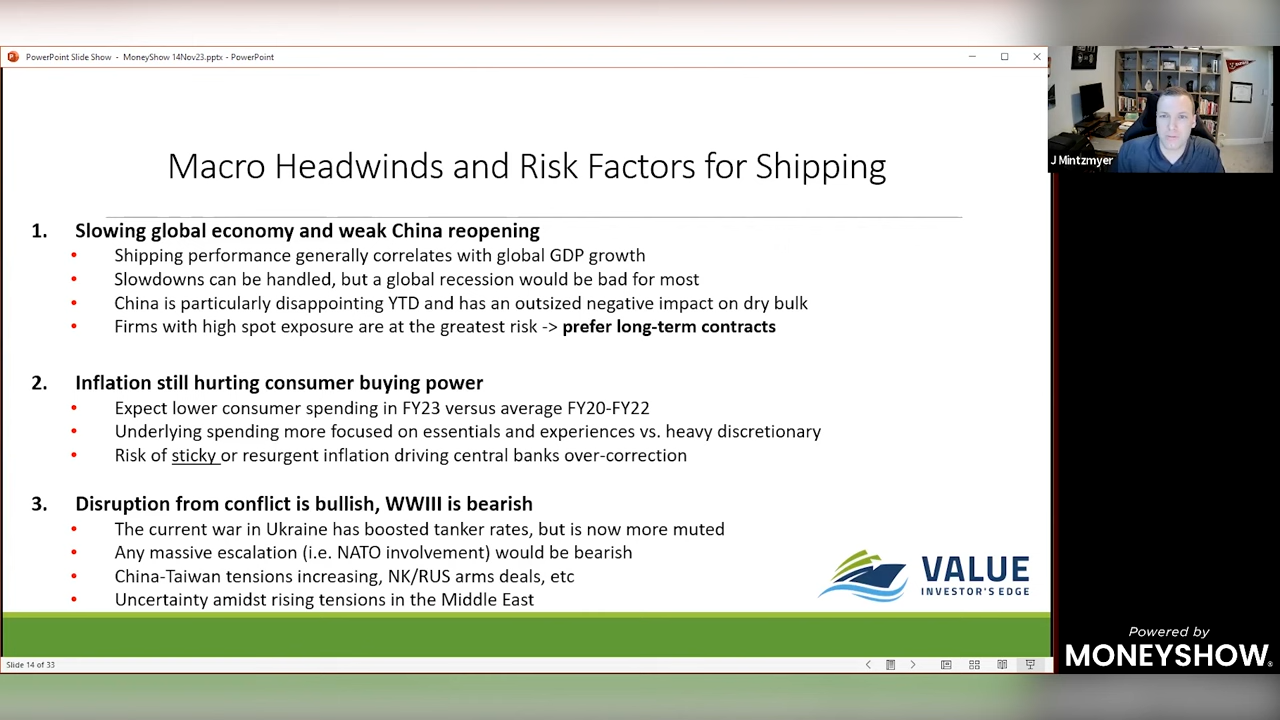 PowerPoint Slide Show - MoneyShow 14Nov23.pptx - PowerPoint
J Mintzmyer
Macro Headwinds and Risk Factors for Shipping
1. Slowing global economy and weak China reopening
• Shipping performance generally correlates with global GDP growth
• Slowdowns can be handled, but a global recession would be bad for most
• China is particularly disappointing YTD and has an outsized negative impact on dry bulk
• Firms with high spot exposure are at the greatest risk -> prefer long-term contracts
2. Inflation still hurting consumer buying power
• Expect lower consumer spending in FY23 versus average FY20-FY22
• Underlying spending more focused on essentials and experiences vs. heavy discretionary
• Risk of sticky or resurgent inflation driving central banks over-correction
3. Disruption from conflict is bullish, WWIII is bearish
• The current war in Ukraine has boosted tanker rates, but is now more muted
• Any massive escalation (i.e. NATO involvement) would be bearish
• China-Taiwan tensions increasing, NK/RUS arms deals, etc
• Uncertainty amidst rising tensions in the Middle East
VALUE
INVESTOR'S EDGE
Slide 14 of 33
Powered by
MONEYSHOW®